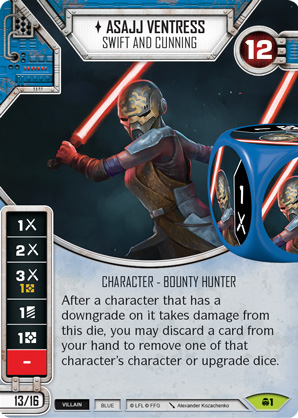 ASAJJ VENTRESS
SWIFT AND CUNNING
12
1
1
2
3
1
1
1
-
CHARACTER - BOUNTY HUNTER
After a character that has a
downgrade on it takes damage from
this die, you may discard a card from
your hand to remove one of that
character's character or upgrade dice.
13/16
VILLAIN
BLUE
© LFL © FFG
Alexander Kozachenko
1